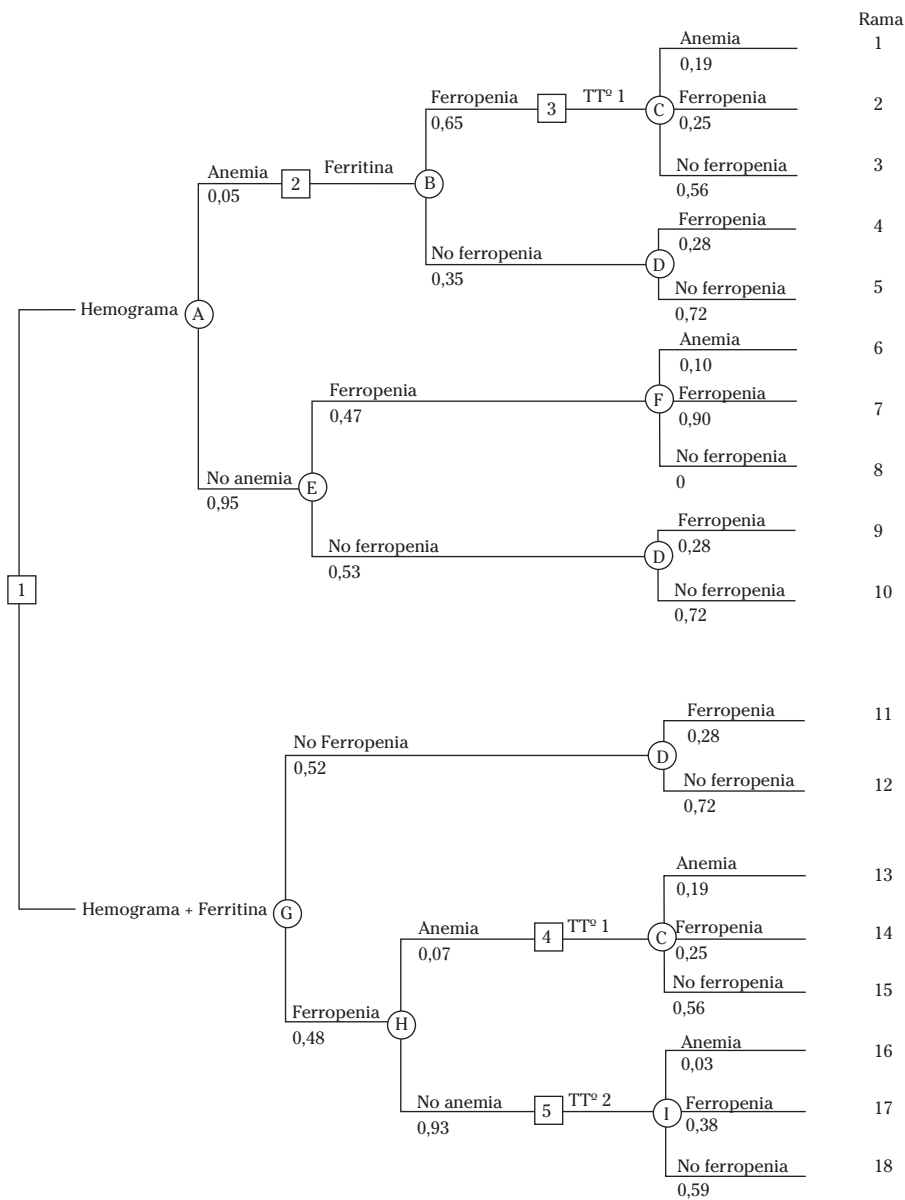 Rama
Anemia 1
0,19
Ferropenia 3 TTº 1 C Ferropenia 2
0,65 0,25
No ferropenia 3
0,56
Anemia 2 Ferritina B
0,05
Ferropenia 4
0,28
No ferropenia D
0,35
No ferropenia 5
0,72
Hemograma A
Anemia 6
0,10
Ferropenia F Ferropenia 7
0,47 0,90
No ferropenia 8
0
No anemia E
0,95
Ferropenia 9
0,28
No ferropenia D
0,53
No ferropenia 10
0,72
1
Ferropenia 11
0,28
No Ferropenia D
0,52
No ferropenia 12
0,72
Anemia 13
0,19
Hemograma + Ferritina G
Anemia 4 TTº 1 C Ferropenia 14
0,07 0,25
No ferropenia 15
0,56
Ferropenia H
0,48
Anemia 16
0,03
No anemia 5 TTº 2 I Ferropenia 17
0,93 0,38
No ferropenia 18
0,59